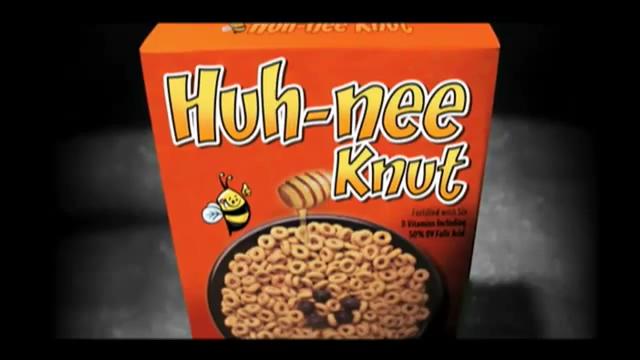 Huh-nee Knut
Huh-nee
Knut
Fortified with Six
B Vitamins Including
50% DV Folic Acid